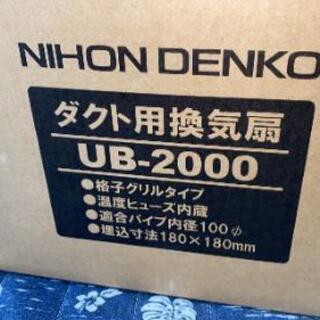 NIHON DENKO
ダクト用換気扇
UB-2000
●格子グリルタイプ
●温度ヒューズ内蔵
●適合パイプ内径100φ
●埋込寸法180×180mm